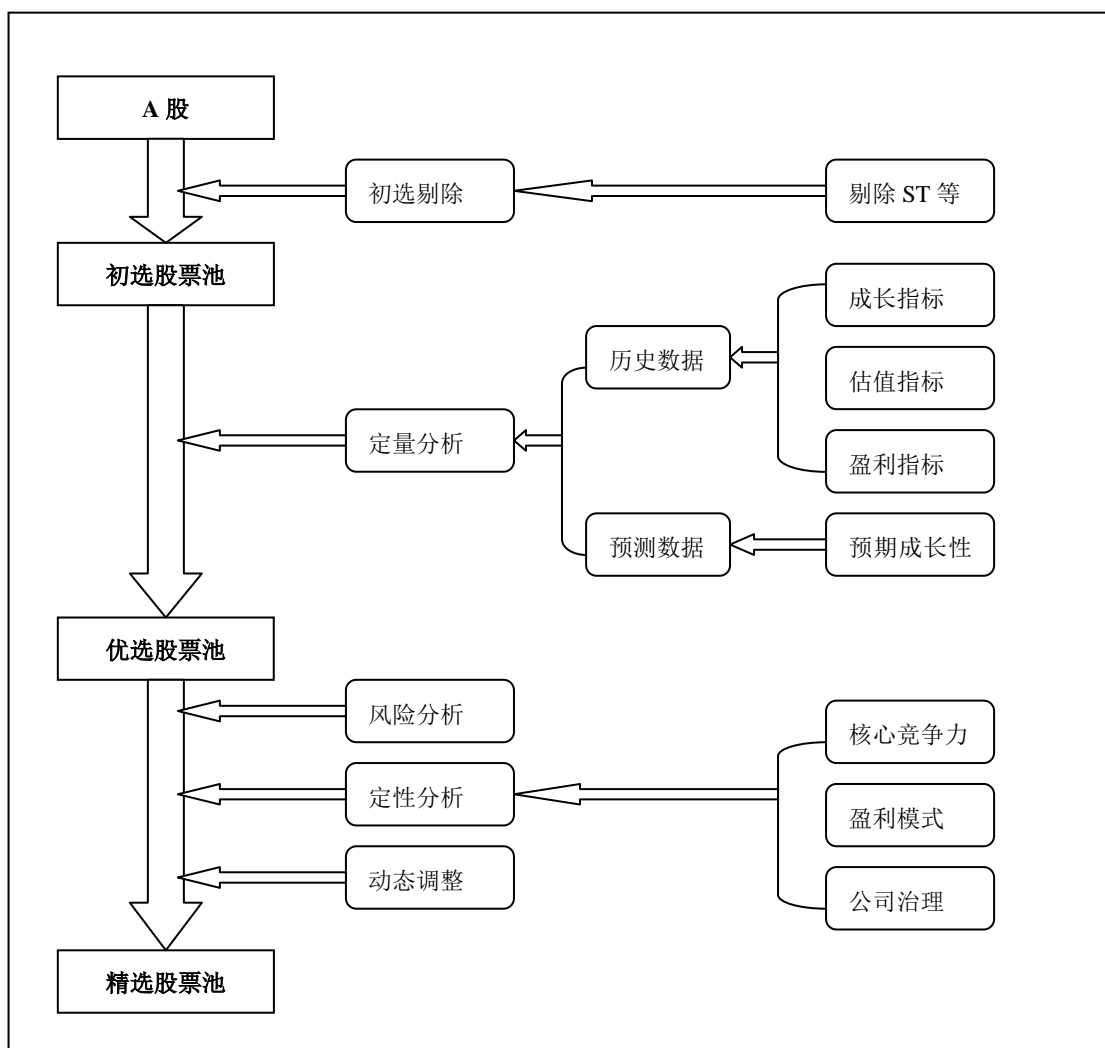 A 股
初选剔除
剔除 ST 等
初选股票池
成长指标
历史数据
估值指标
定量分析
盈利指标
预测数据
预期成长性
优选股票池
风险分析
核心竞争力
定性分析
盈利模式
动态调整
公司治理
精选股票池